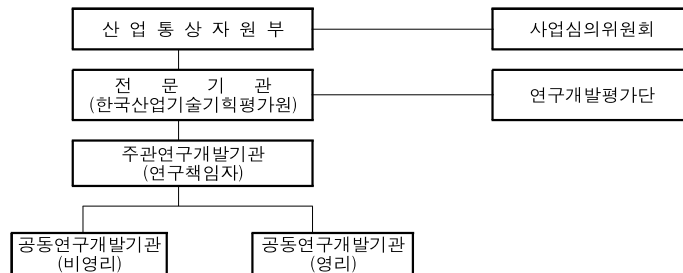 산 업 통 상 자 원 부
사업심의위원회
전 문 기 관
(한국산업기술기획평가원)
연구개발평가단
주관연구개발기관
(연구책임자)
공동연구개발기관
(비영리)
공동연구개발기관
(영리)